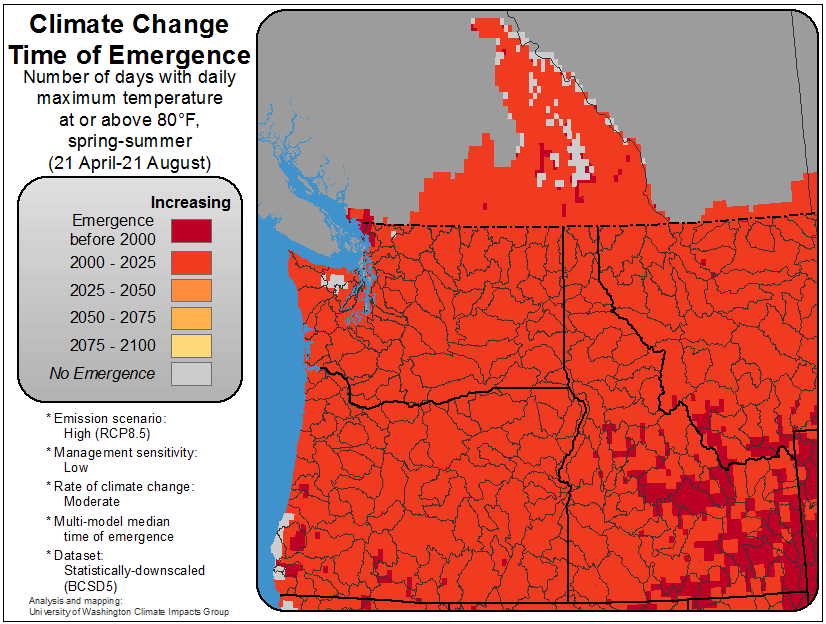 Climate Change
Time of Emergence
Number of days with daily
maximum temperature
at or above 80°F,
spring-summer
(21 April-21 August)
Increasing
Emergence
before 2000
2000 - 2025
2025 - 2050
2050 - 2075
2075 - 2100
No Emergence
* Emission scenario:
High (RCP8.5)
* Management sensitivity:
Low
* Rate of climate change:
Moderate
* Multi-model median
time of emergence
* Dataset:
Statistically-downscaled
(BCSD5)
Analysis and mapping:
University of Washington Climate Impacts Group